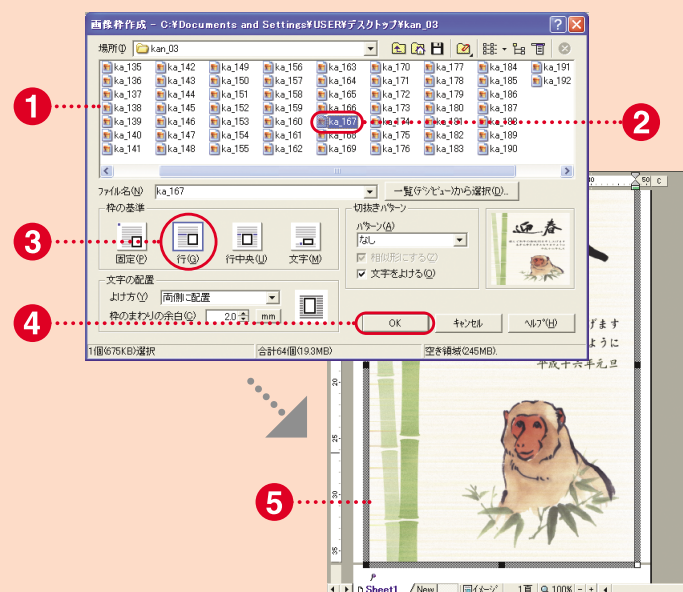 画像枠作成 - C:¥Documents and Settings¥USER¥デスクトップ¥kan_03
場所(I) kan_03
ka_135 ka_142 ka_149 ka_156 ka_163 ka_170 ka_177 ka_184 ka_191
ka_136 ka_143 ka_150 ka_157 ka_164 ka_171 ka_178 ka_185 ka_192
ka_137 ka_144 ka_151 ka_158 ka_165 ka_172 ka_179 ka_186
ka_138 ka_145 ka_152 ka_159 ka_166 ka_173 ka_180 ka_187
ka_139 ka_146 ka_153 ka_160 ka_167 ka_174 ka_181 ka_188
ka_140 ka_147 ka_154 ka_161 ka_168 ka_175 ka_182 ka_189
ka_141 ka_148 ka_155 ka_162 ka_169 ka_176 ka_183 ka_190
1
2
ファイル名(N) ka_167 一覧(デジビュー)から選択(D)...
枠の基準
固定(P) 行(G) 行中央(U) 文字(M)
3
切抜きパターン
パターン(A)
なし
相似形にする(Z)
文字をよける(O)
迎春
文字の配置
よけ方(Y) 両側に配置
枠のまわりの余白(C) 2.0 mm
4
OK キャンセル ヘルプ(H)
1個(675KB)選択 合計64個(19.3MB) 空き領域(245MB).
50 c
げます
ように
平成十六年元旦
20
25
30
35
5
Sheet1 New イメージ 1頁 100% - +